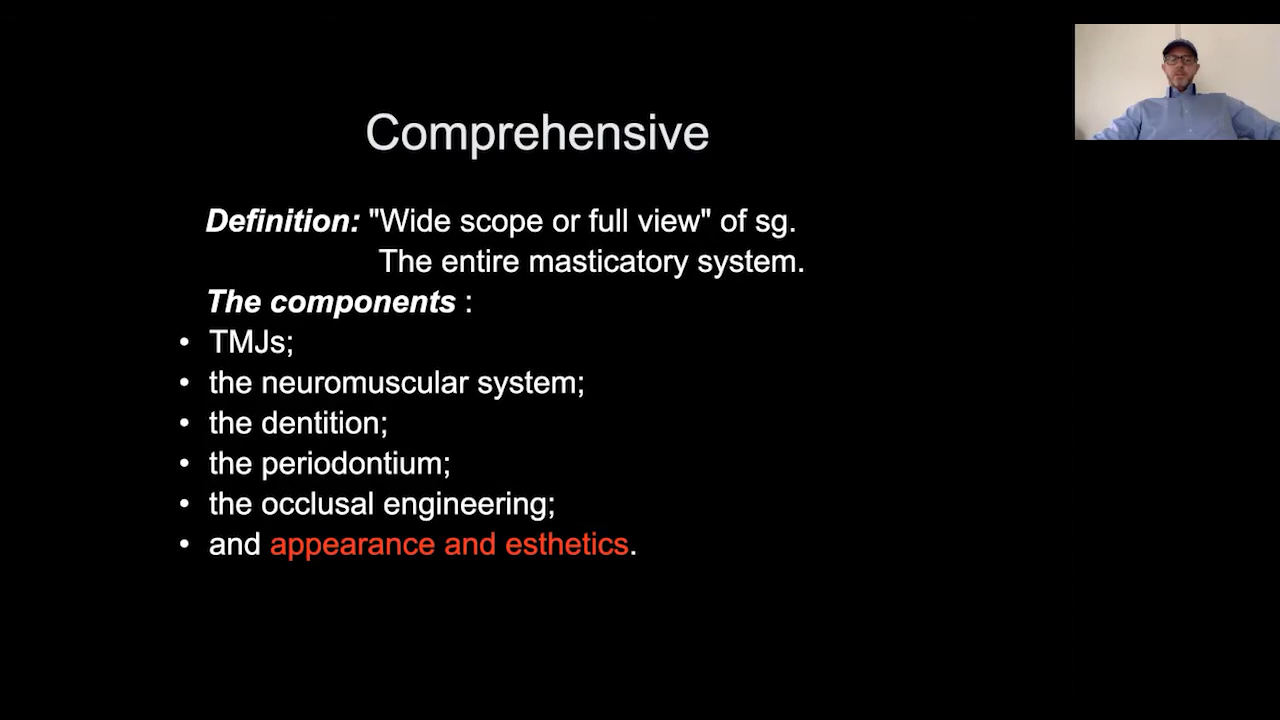 Comprehensive
Definition: "Wide scope or full view" of sg.
The entire masticatory system.
The components :
• TMJs;
• the neuromuscular system;
• the dentition;
• the periodontium;
• the occlusal engineering;
• and appearance and esthetics.